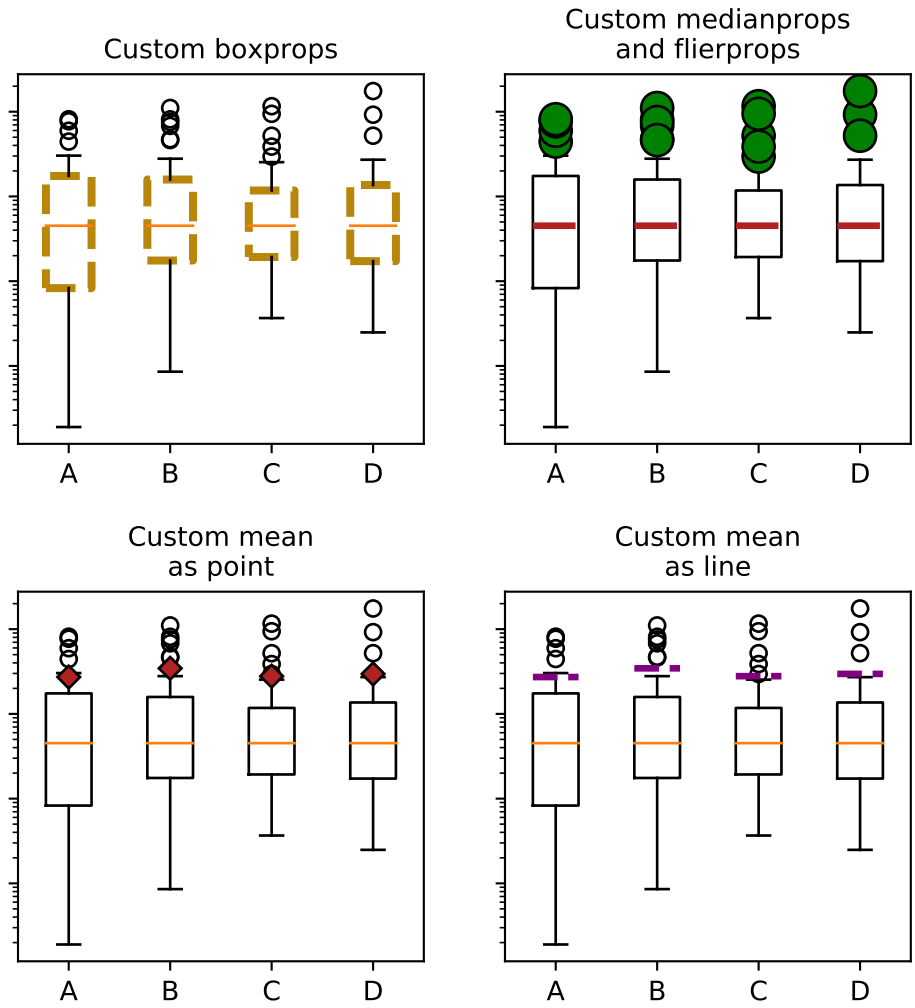 Custom boxprops
Custom medianprops
and flierprops
A B C D
A B C D
Custom mean
as point
Custom mean
as line
A B C D
A B C D